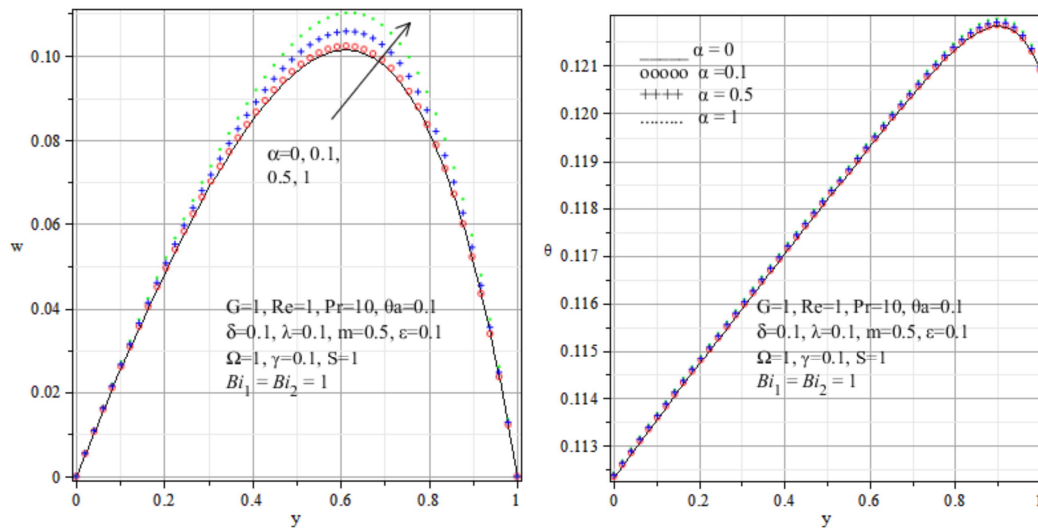 0.10
0.08
0.06
w
0.04
0.02
0
0
0.2
0.4
0.6
0.8
1
y
α=0, 0.1,
0.5, 1
G=1, Re=1, Pr=10, θa=0.1
δ=0.1, λ=0.1, m=0.5, ε=0.1
Ω=1, γ=0.1, S=1
Bi₁ = Bi₂ = 1
0.121
0.120
0.119
0.118
θ
0.117
0.116
0.115
0.114
0.113
0
0.2
0.4
0.6
0.8
1
y
______ α = 0
ooooo α =0.1
++++ α = 0.5
........ α = 1
G=1, Re=1, Pr=10, θa=0.1
δ=0.1, λ=0.1, m=0.5, ε=0.1
Ω=1, γ=0.1, S=1
Bi₁ = Bi₂ = 1